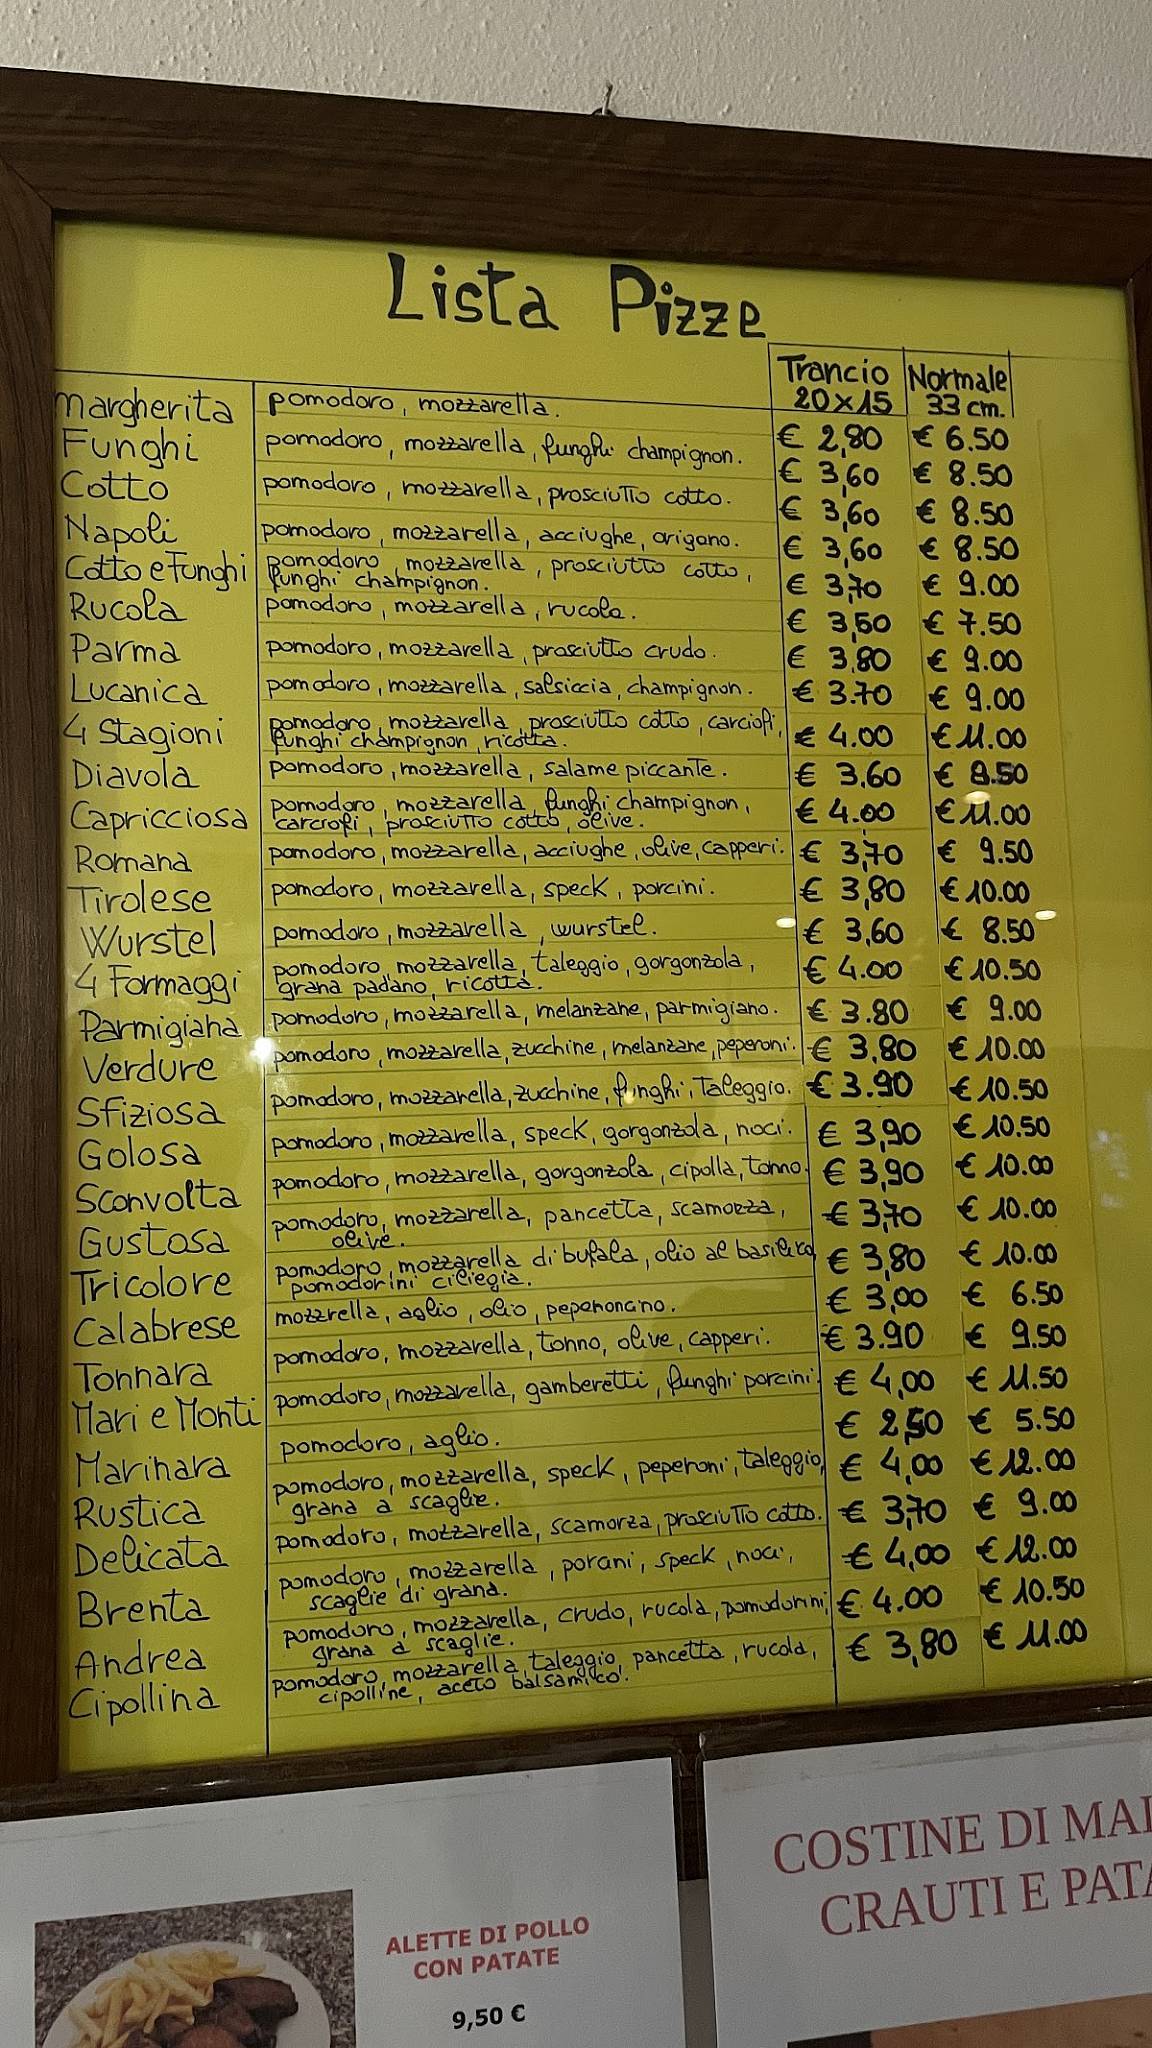 Lista Pizze
Trancio Normale
20x15 33 cm.
Margherita pomodoro, mozzarella. € 2,80 € 6.50
Funghi pomodoro, mozzarella, funghi champignon. € 3,60 € 8.50
Cotto pomodoro, mozzarella, prosciutto cotto. € 3,60 € 8.50
Napoli pomodoro, mozzarella, acciughe, origano. € 3,60 € 8.50
Cotto e Funghi pomodoro, mozzarella, prosciutto cotto, € 3,70 € 9.00
funghi champignon.
Rucola pomodoro, mozzarella, rucola. € 3,50 € 7.50
Parma pomodoro, mozzarella, prosciutto crudo. € 3,80 € 9.00
Lucanica pomodoro, mozzarella, salsiccia, champignon. € 3.70 € 9.00
4 Stagioni pomodoro, mozzarella, prosciutto cotto, carciofi, € 4.00 € 11.00
funghi champignon, ricotta.
Diavola pomodoro, mozzarella, salame piccante. € 3.60 €
Capricciosa pomodoro, mozzarella, funghi champignon, € 4.00 € 11.00
carciofi, prosciutto cotto, olive.
Romana pomodoro, mozzarella, acciughe, olive, capperi. € 3,70 € 9.50
Tirolese pomodoro, mozzarella, speck, porcini. € 3,80 € 10.00
Wurstel pomodoro, mozzarella, wurstel. € 3,60 € 8.50
4 Formaggi pomodoro, mozzarella, taleggio, gorgonzola, € 4.00 € 10.50
grana padano, ricotta.
Parmigiana pomodoro, mozzarella, melanzane, parmigiano. € 3.80 € 9.00
Verdure pomodoro, mozzarella, zucchine, melanzane, peperoni. € 3,80 € 10.00
Sfiziosa pomodoro, mozzarella, zucchine, funghi, taleggio. € 3.90 € 10.50
Golosa pomodoro, mozzarella, speck, gorgonzola, noci. € 3,90 € 10.50
Sconvolta pomodoro, mozzarella, gorgonzola, cipolla, tonno. € 3,90 € 10.00
Gustosa pomodoro, mozzarella, pancetta, scamorza, € 3,70 € 10.00
olive.
Tricolore pomodoro, mozzarella di bufala, olio al basilico, € 3,80 € 10.00
pomodorini ciliegia.
Calabrese mozzrella, aglio, olio, peperoncino. € 3,00 € 6.50
Tonnara pomodoro, mozzarella, tonno, olive, capperi. € 3.90 € 9.50
Mari e Monti pomodoro, mozzarella, gamberetti, funghi porcini. € 4,00 € 11.50
Marinara pomodoro, aglio. € 2,50 € 5.50
Rustica pomodoro, mozzarella, speck, peperoni, taleggio, € 4,00 € 12.00
grana a scaglie.
Delicata pomodoro, mozzarella, scamorza, prosciutto cotto. € 3,70 € 9.00
Brenta pomodoro, mozzarella, porcini, speck, noci, € 4,00 € 12.00
scaglie di grana.
Andrea pomodoro, mozzarella, crudo, rucola, pomodorini, € 4.00 € 10.50
grana a scaglie.
Cipollina pomodoro, mozzarella, taleggio, pancetta, rucola, € 3,80 € 11.00
cipolline, aceto balsamico.
ALETTE DI POLLO
CON PATATE
9,50 €
COSTINE DI MAI
CRAUTI E PATA